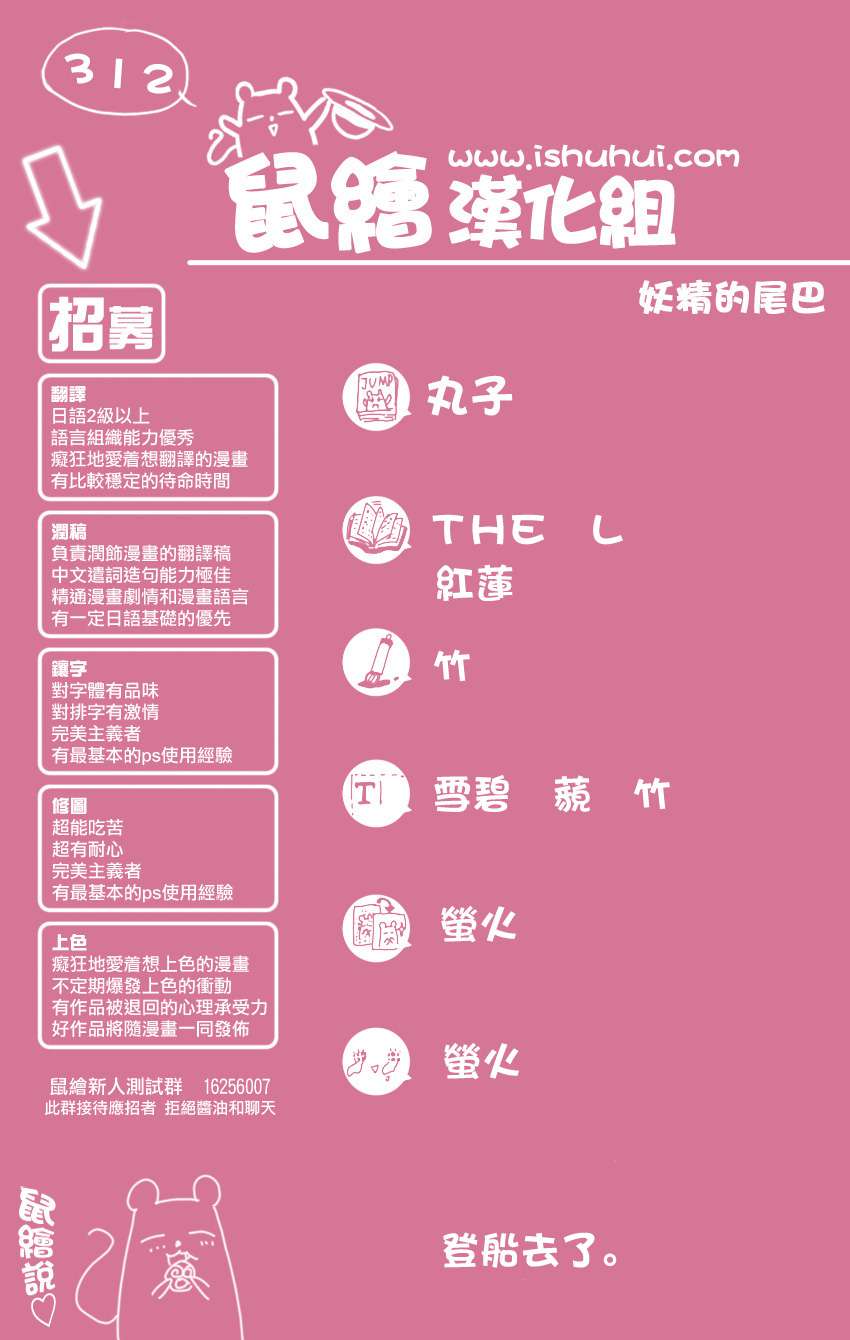 312
www.ishuhui.com
鼠繪漢化組
妖精的尾巴
招募
翻譯
日語2級以上
語言組織能力優秀
癡狂地愛着想翻譯的漫畫
有比較穩定的待命時間
潤稿
負責潤飾漫畫的翻譯稿
中文遣詞造句能力極佳
精通漫畫劇情和漫畫語言
有一定日語基礎的優先
鑲字
對字體有品味
對排字有激情
完美主義者
有最基本的ps使用經驗
修圖
超能吃苦
超有耐心
完美主義者
有最基本的ps使用經驗
上色
癡狂地愛着想上色的漫畫
不定期爆發上色的衝動
有作品被退回的心理承受力
好作品將隨漫畫一同發佈
鼠繪新人測試群 16256007
此群接待應招者 拒絕醬油和聊天
JUMP
丸子
THE L
紅蓮
竹
T
雪碧 藐 竹
螢火
螢火
鼠繪說♡
登船去了。